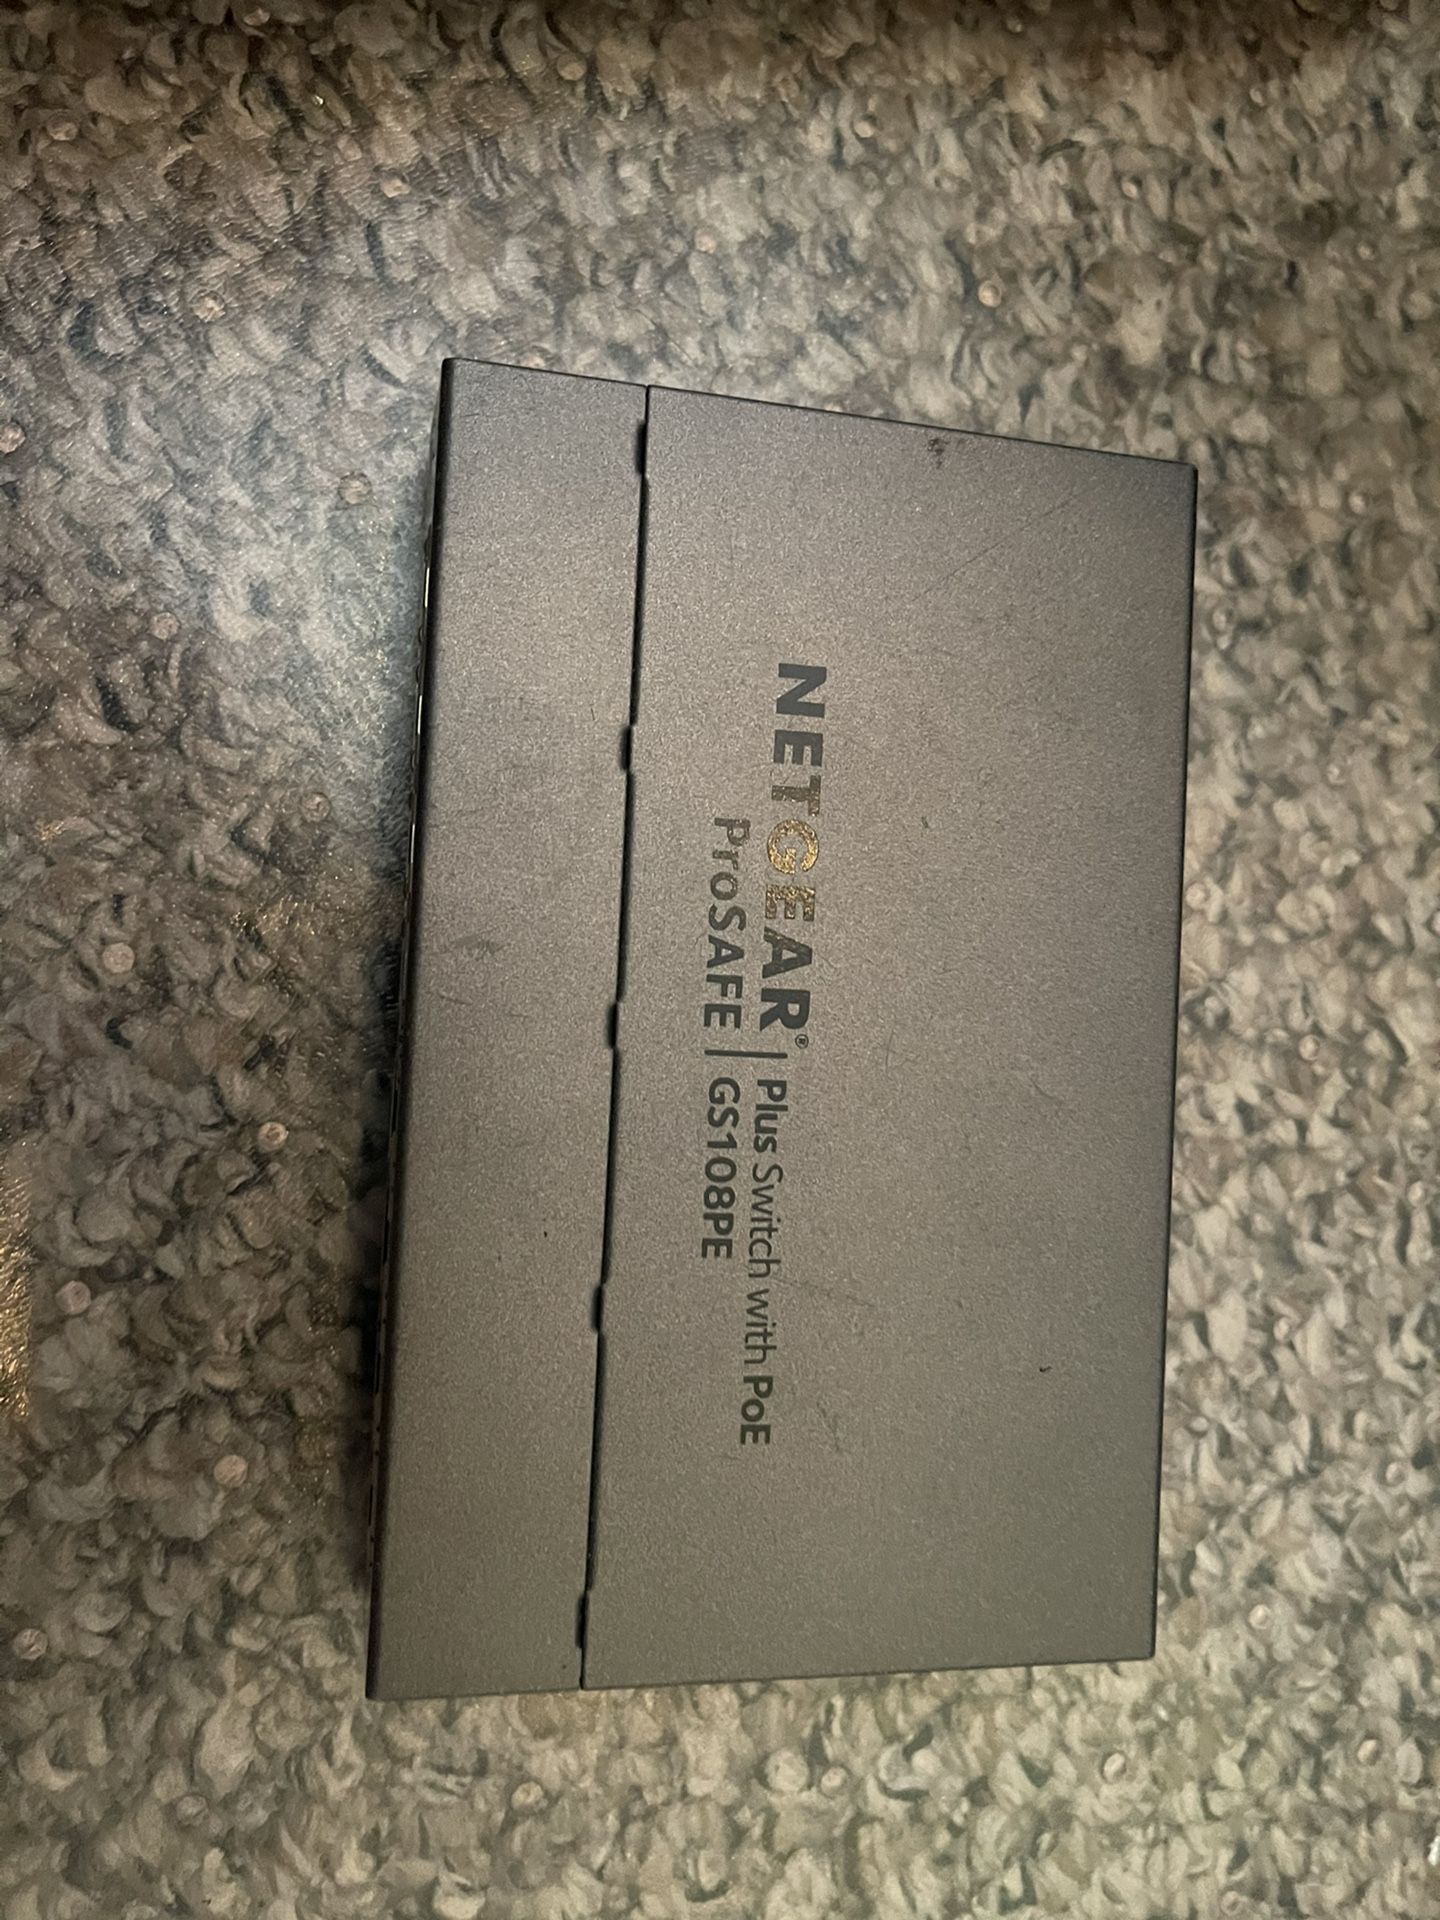 NETGEAR® | Plus Switch with PoE
ProSAFE | GS108PE